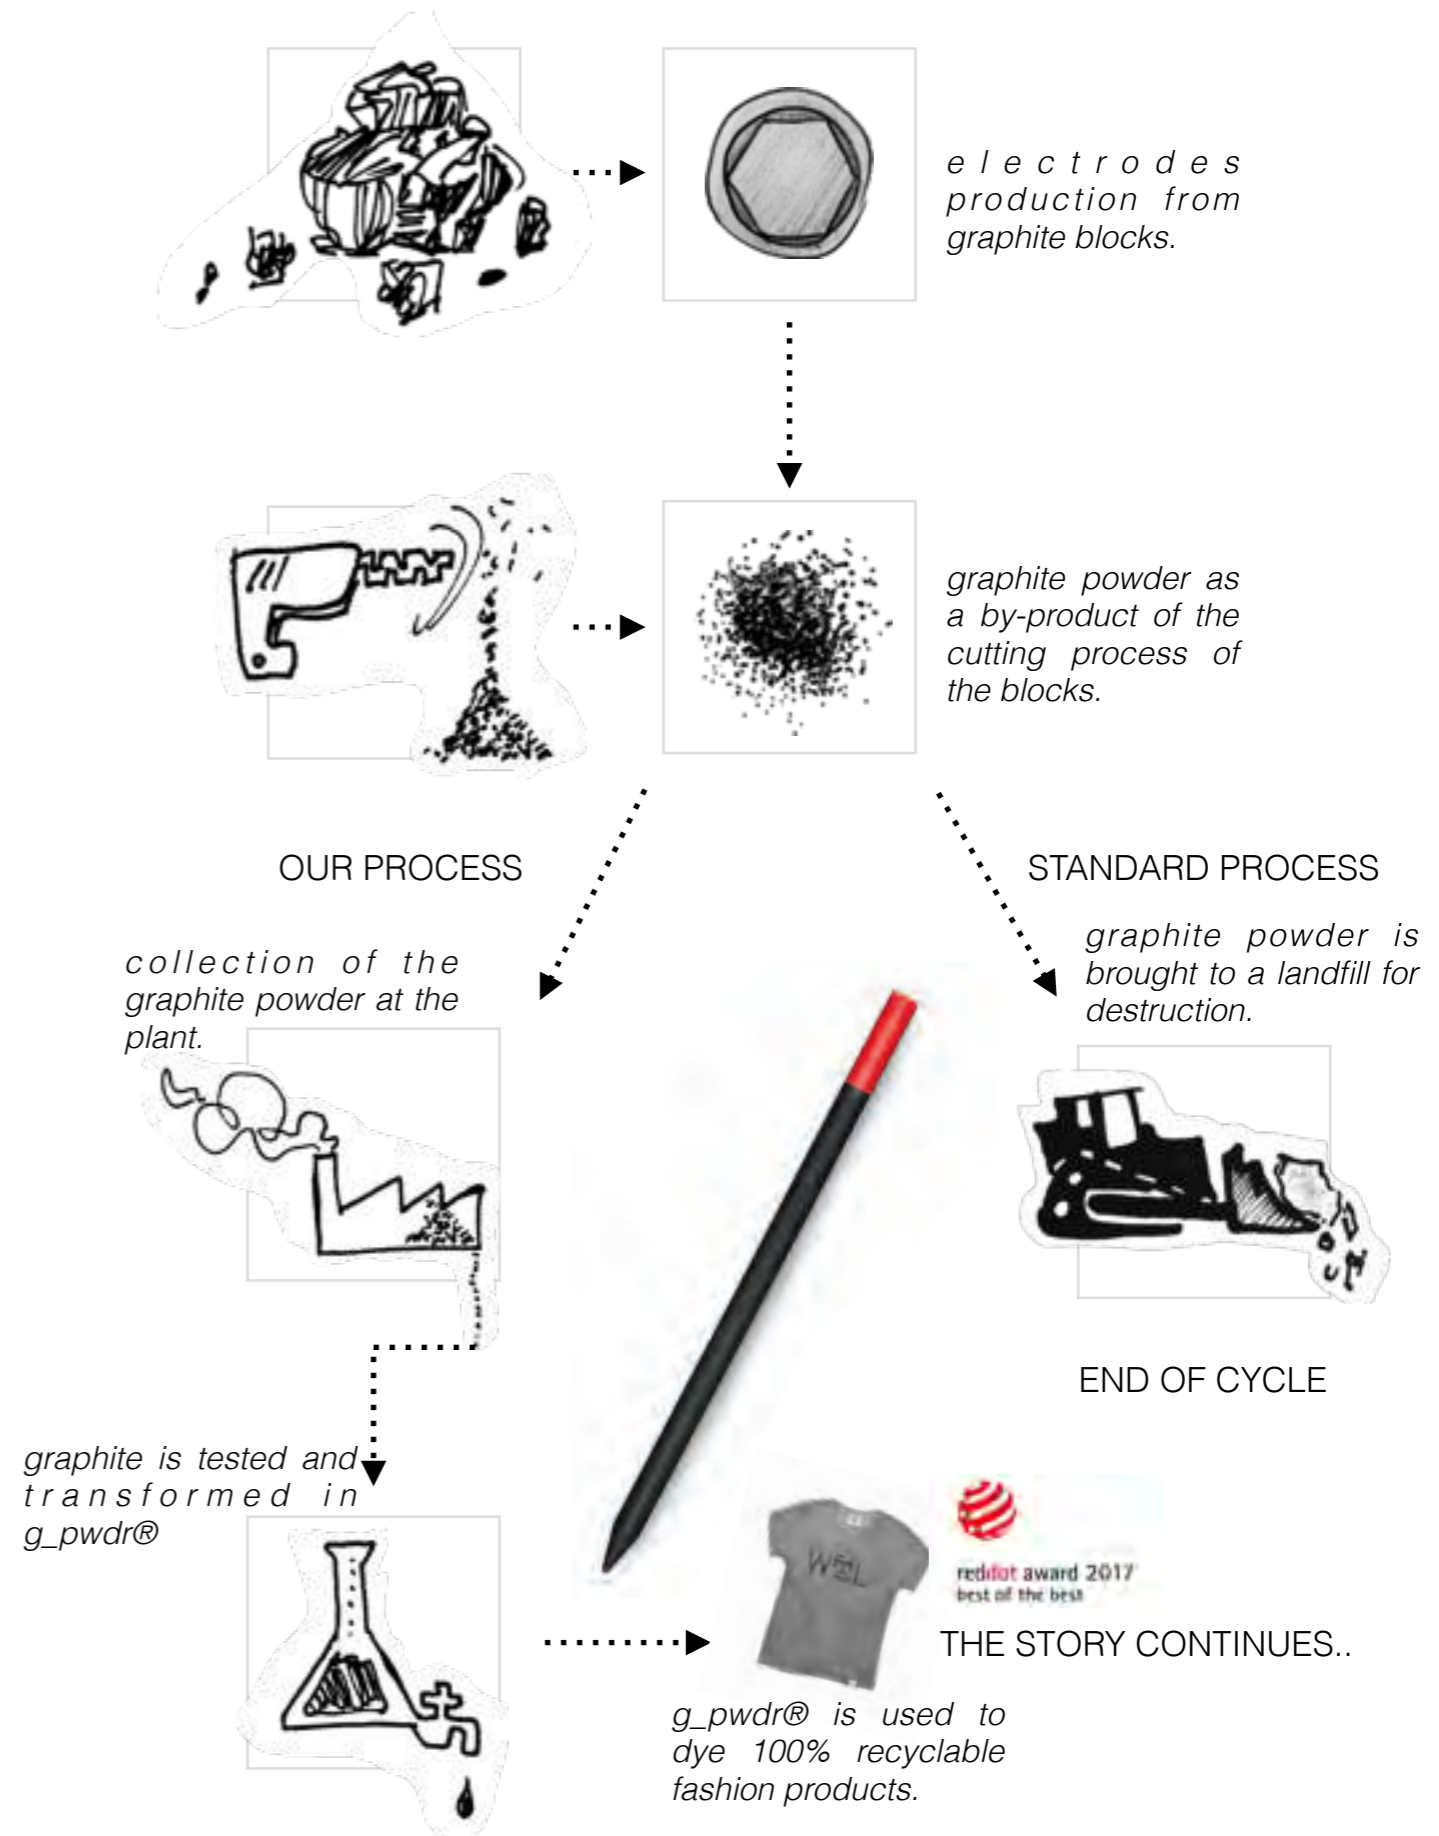 electrodes
production from
graphite blocks.
graphite powder as
a by-product of the
cutting process of
the blocks.
OUR PROCESS
STANDARD PROCESS
collection of the
graphite powder at the
plant.
graphite powder is
brought to a landfill for
destruction.
END OF CYCLE
graphite is tested and
transformed in
g_pwdr®
reddot award 2017
best of the best
THE STORY CONTINUES..
g_pwdr® is used to
dye 100% recyclable
fashion products.